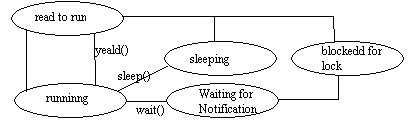 read to run
yeald()
sleeping
blockedd for
lock
sleep()
runninng
wait()
Waiting for
Notification